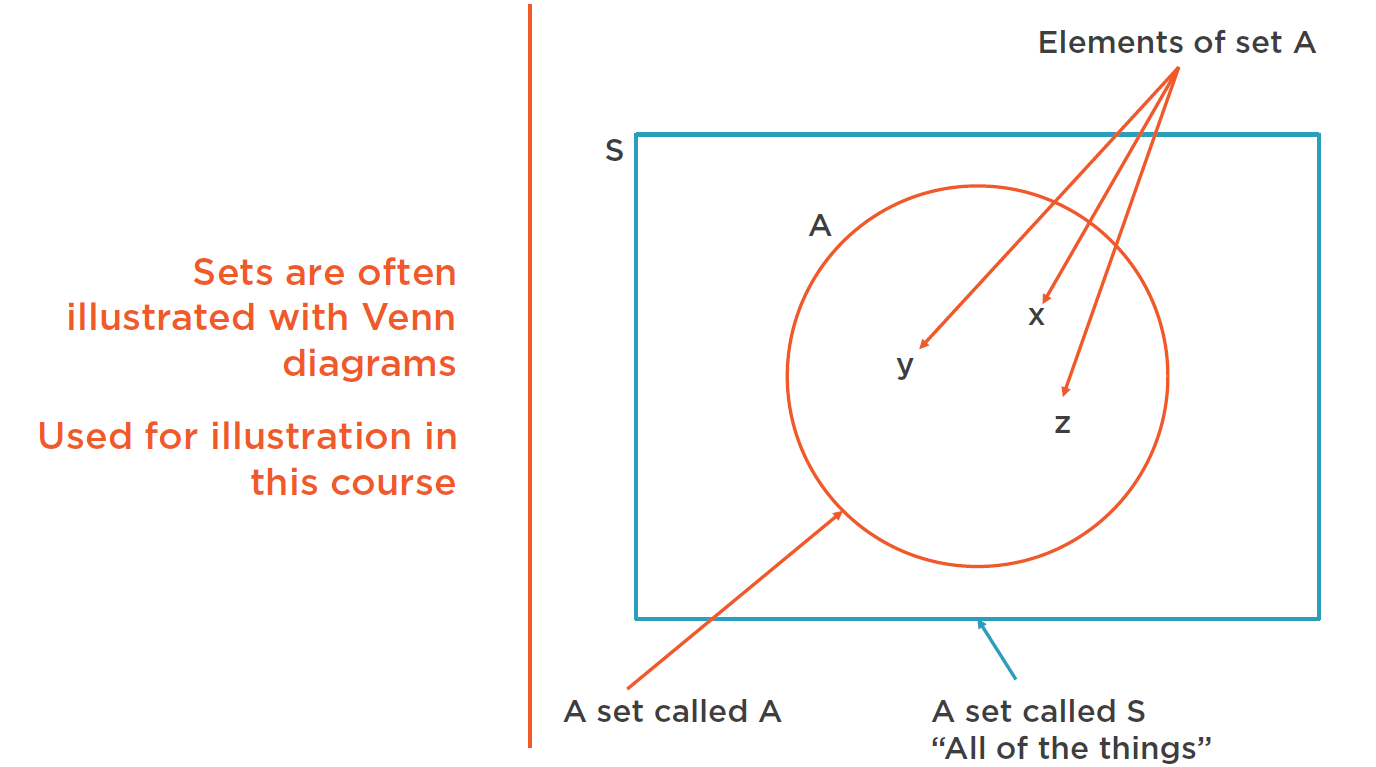 Sets are often
illustrated with Venn
diagrams
Used for illustration in
this course
Elements of set A
S
A
x
y
z
A set called A
A set called S
“All of the things”